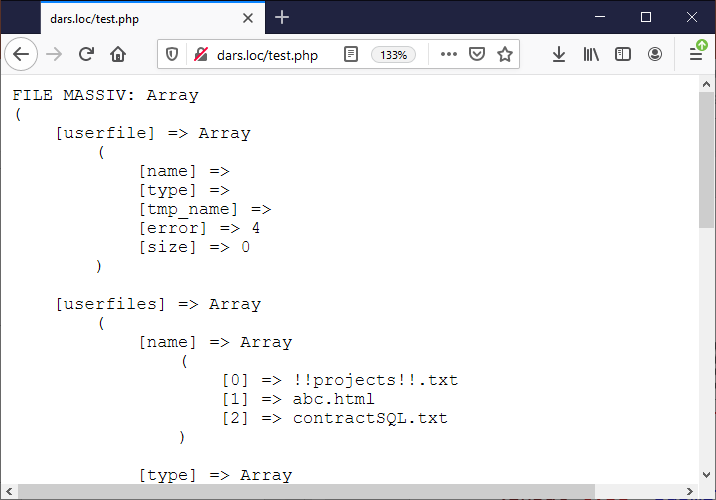 dars.loc/test.php
dars.loc/test.php
133%
FILE MASSIV: Array
(
    [userfile] => Array
        (
            [name] =>
            [type] =>
            [tmp_name] =>
            [error] => 4
            [size] => 0
        )

    [userfiles] => Array
        (
            [name] => Array
                (
                    [0] => !!projects!!.txt
                    [1] => abc.html
                    [2] => contractSQL.txt
                )

            [type] => Array